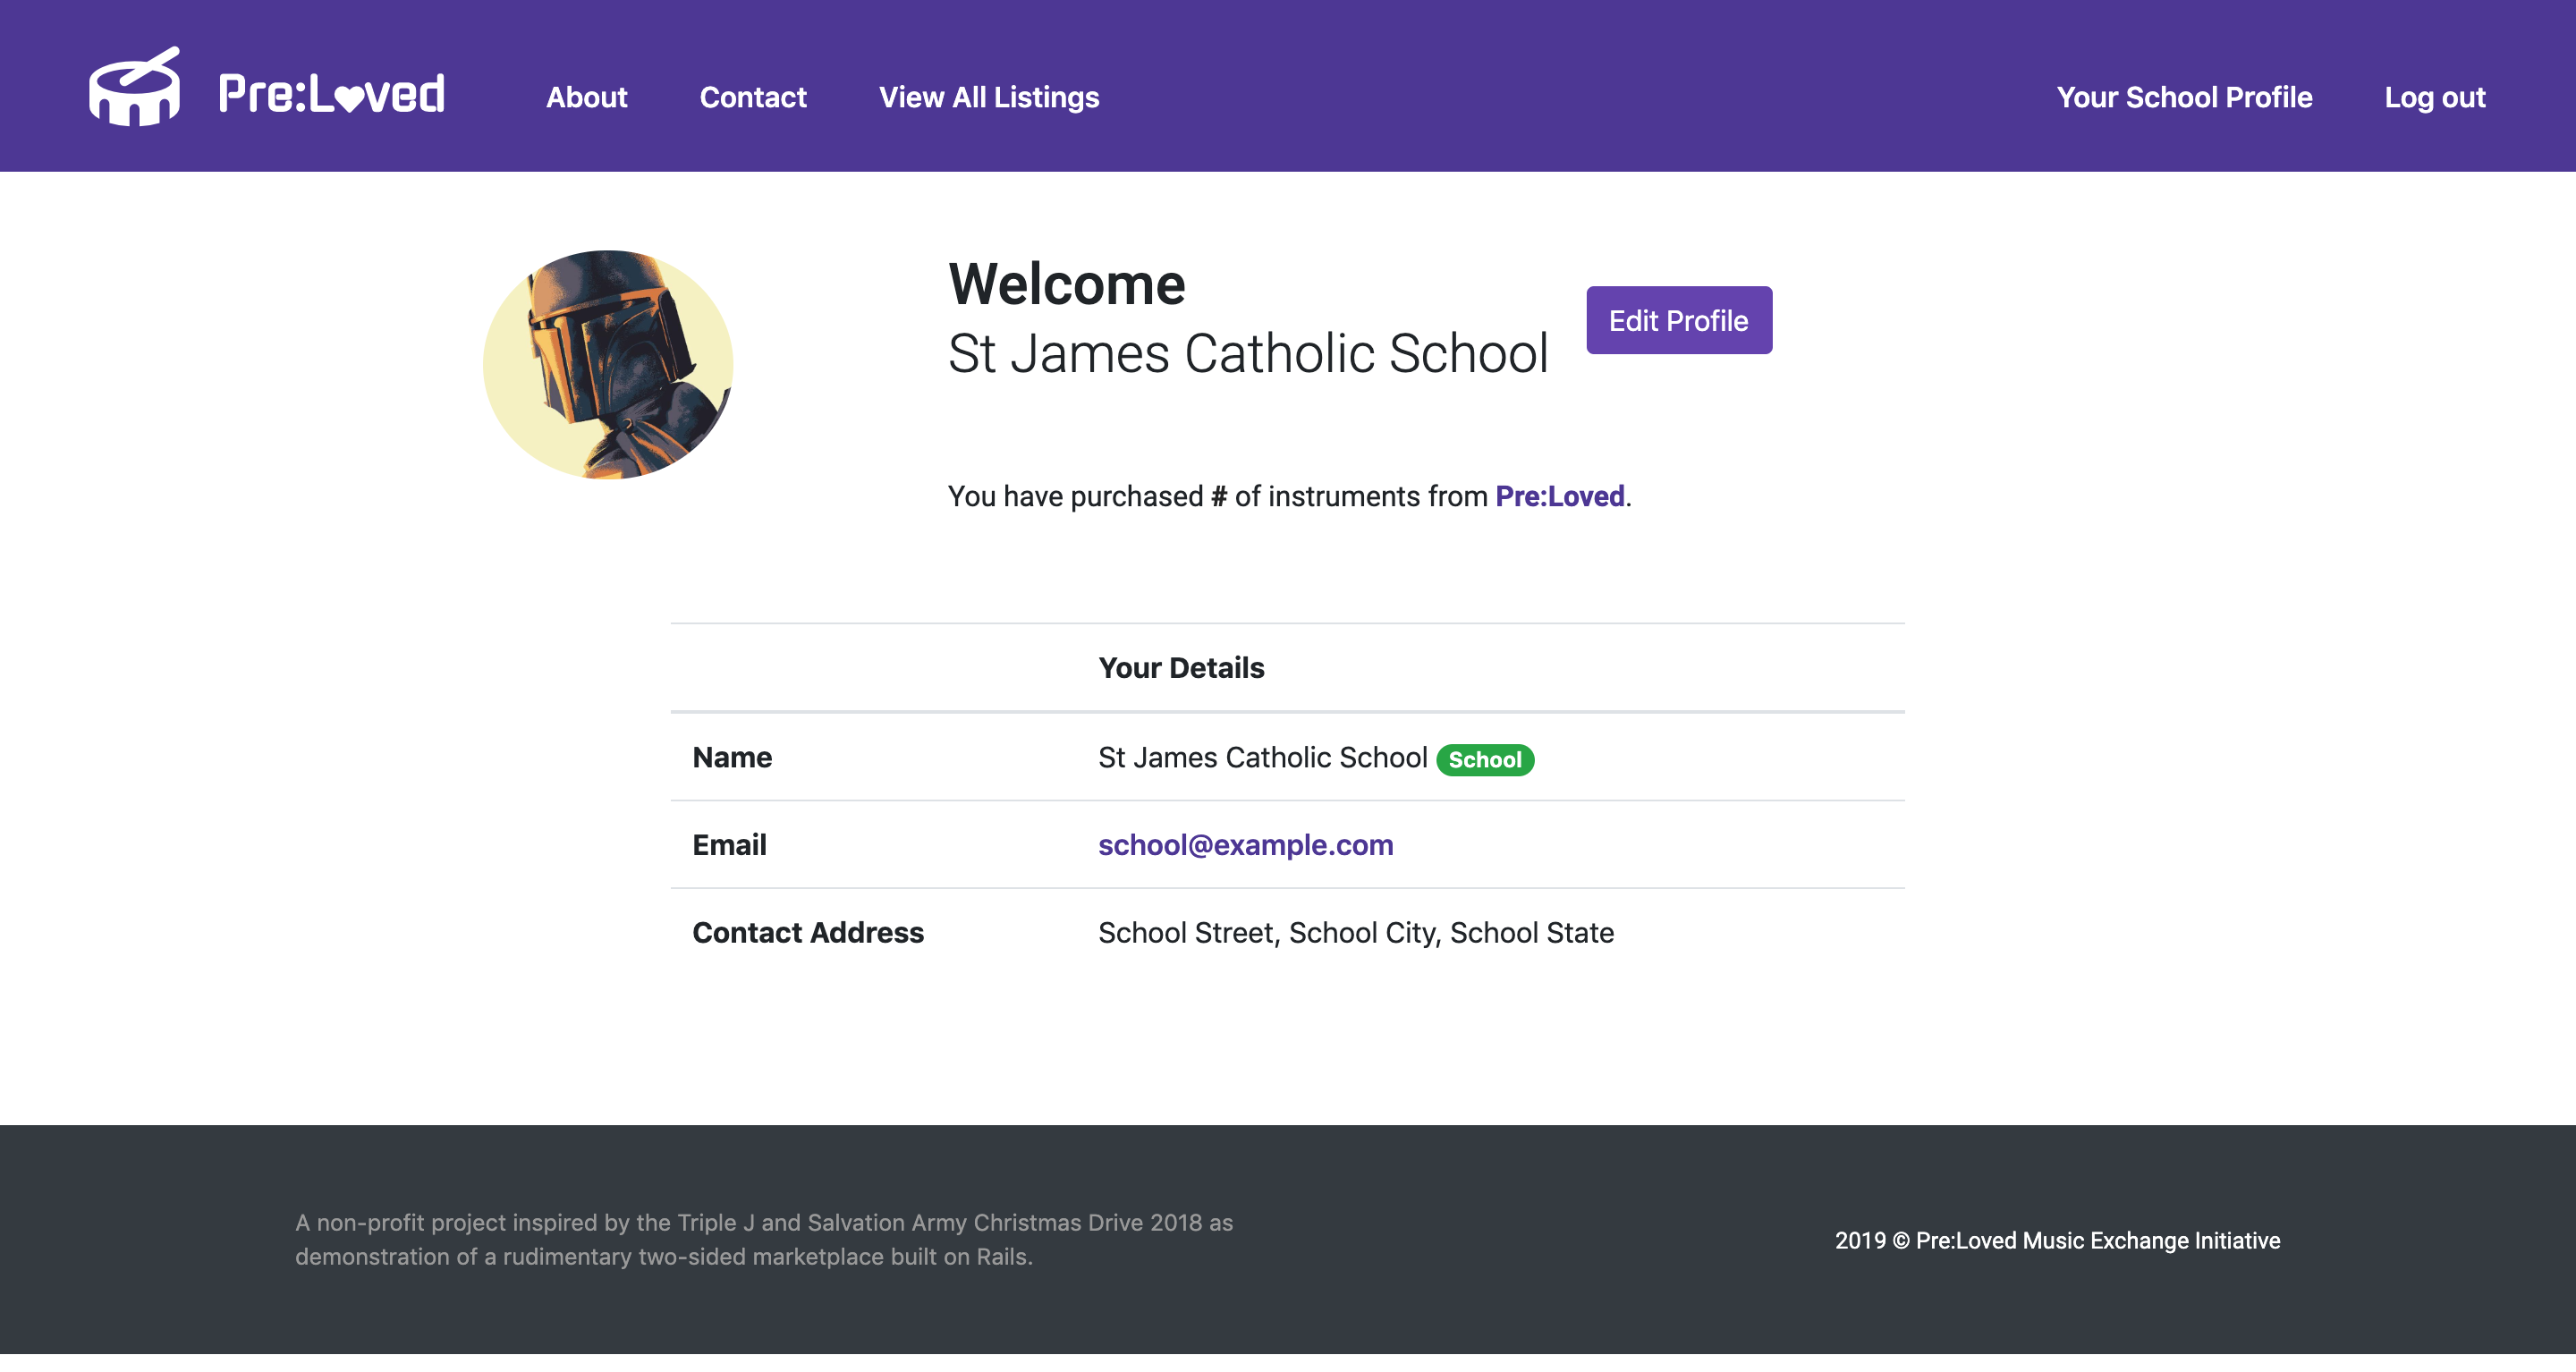 Pre:Loved
About
Contact
View All Listings
Your School Profile
Log out
Welcome
St James Catholic School
Edit Profile
You have purchased # of instruments from Pre:Loved.
Your Details
Name
St James Catholic School School
Email
school@example.com
Contact Address
School Street, School City, School State
A non-profit project inspired by the Triple J and Salvation Army Christmas Drive 2018 as
demonstration of a rudimentary two-sided marketplace built on Rails.
2019 © Pre:Loved Music Exchange Initiative